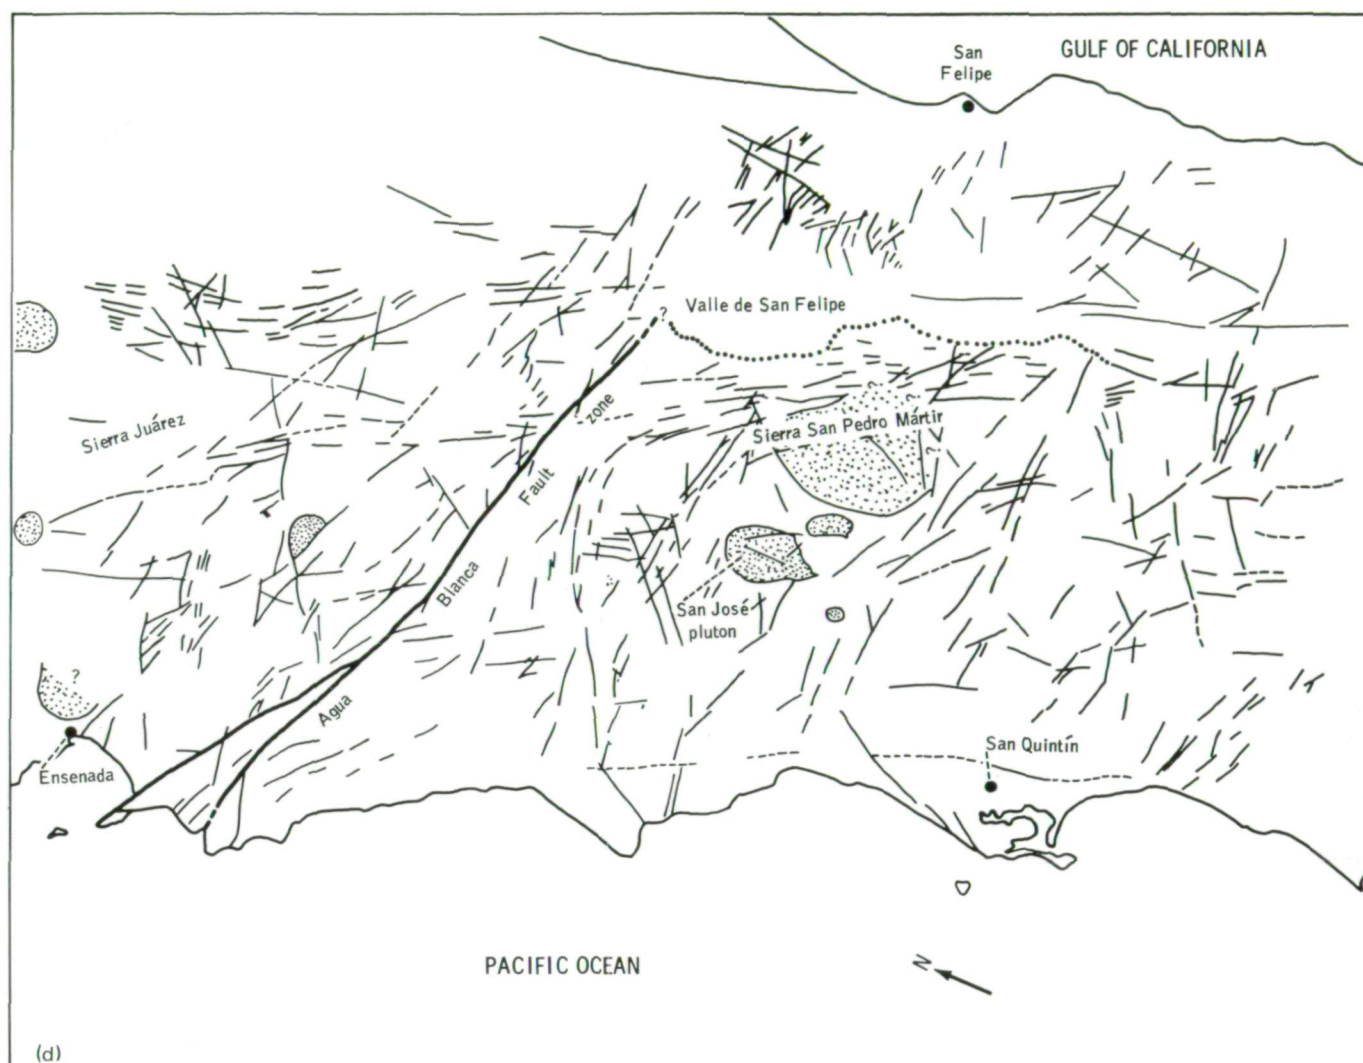 San
Felipe
GULF OF CALIFORNIA
Valle de San Felipe
?
Sierra Juárez
zone
Fault
Blanca
Agua
Sierra San Pedro Mártir
?
?
?
San José
pluton
?
Ensenada
San Quintín
PACIFIC OCEAN
N
(d)